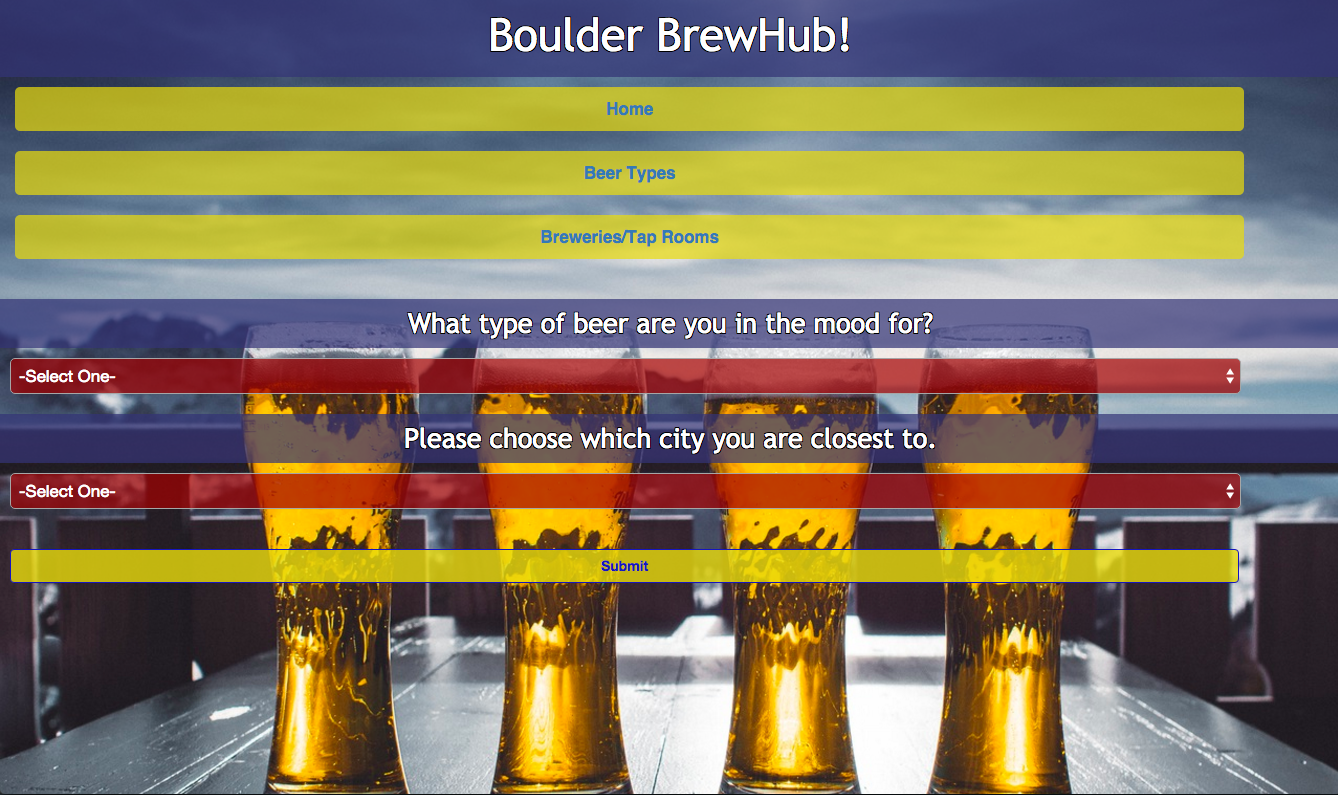 Boulder BrewHub!
Home
Beer Types
Breweries/Tap Rooms
What type of beer are you in the mood for?
-Select One-
Please choose which city you are closest to.
-Select One-
Submit